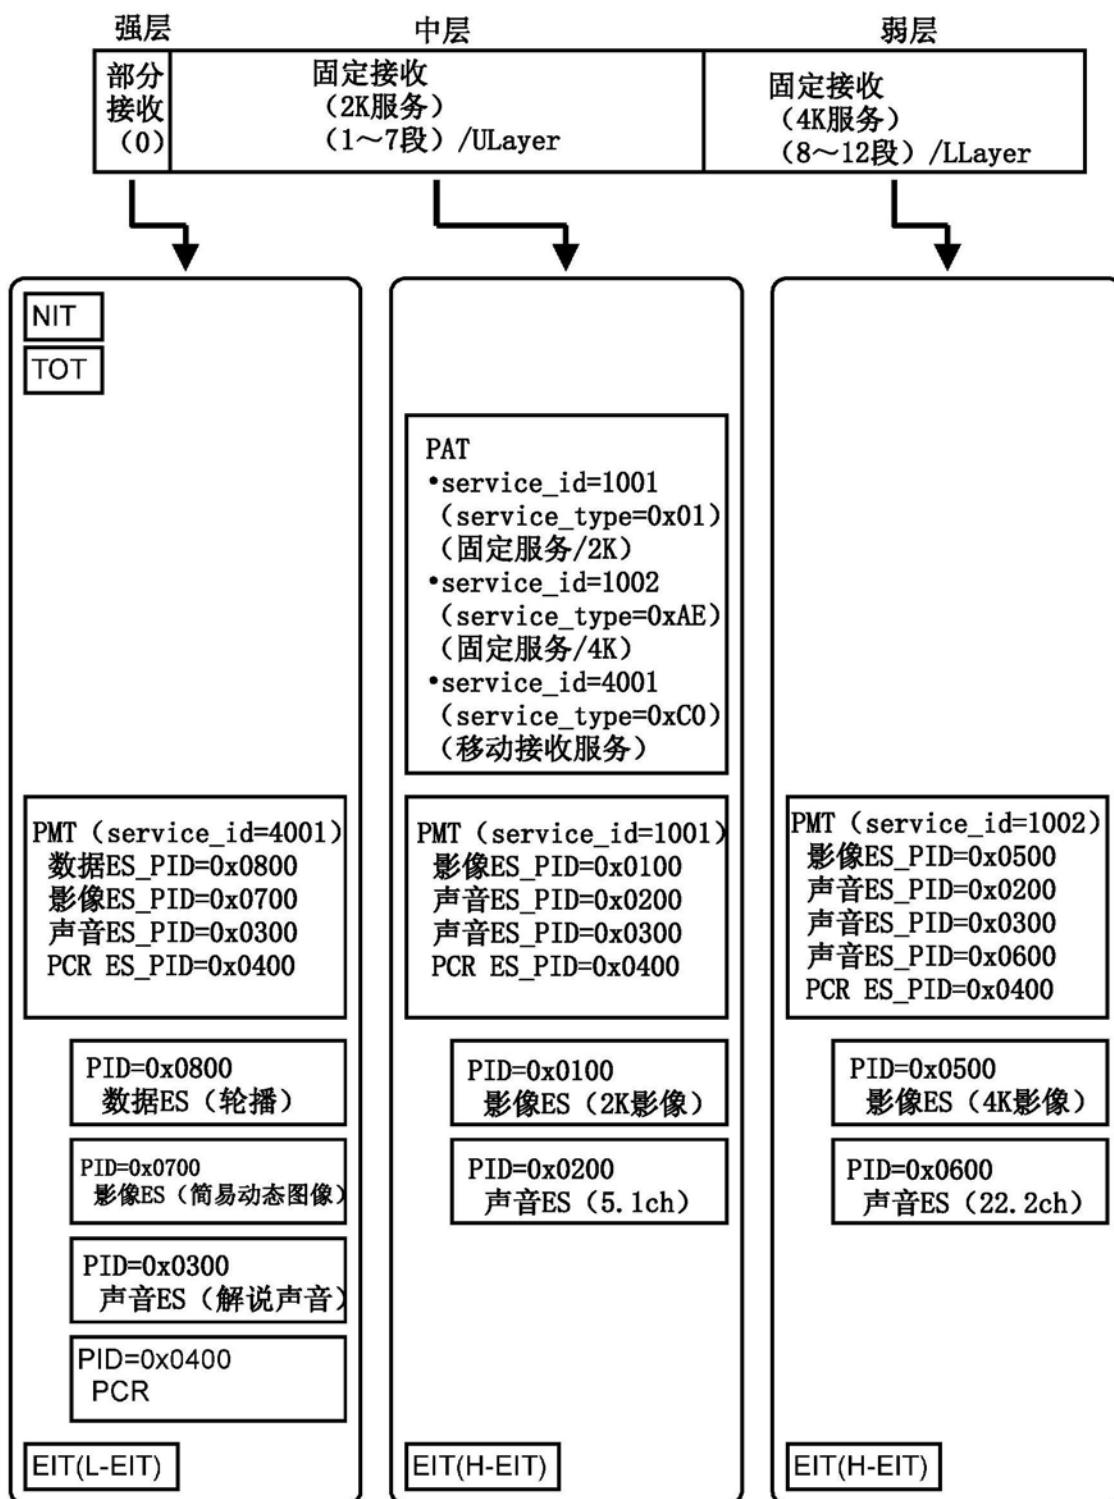 强层
中层
弱层
部分
接收
（0）
固定接收
（2K服务）
（1～7段）/ULayer
固定接收
（4K服务）
（8～12段）/LLayer
NIT
TOT
PMT（service_id=4001）
数据ES_PID=0x0800
影像ES_PID=0x0700
声音ES_PID=0x0300
PCR ES_PID=0x0400
PID=0x0800
数据ES（轮播）
PID=0x0700
影像ES（简易动态图像）
PID=0x0300
声音ES（解说声音）
PID=0x0400
PCR
EIT(L-EIT)
PAT
•service_id=1001
（service_type=0x01）
（固定服务/2K）
•service_id=1002
（service_type=0xAE）
（固定服务/4K）
•service_id=4001
（service_type=0xC0）
（移动接收服务）
PMT（service_id=1001）
影像ES_PID=0x0100
声音ES_PID=0x0200
声音ES_PID=0x0300
PCR ES_PID=0x0400
PID=0x0100
影像ES（2K影像）
PID=0x0200
声音ES（5.1ch）
EIT(H-EIT)
PMT（service_id=1002）
影像ES_PID=0x0500
声音ES_PID=0x0200
声音ES_PID=0x0300
声音ES_PID=0x0600
PCR ES_PID=0x0400
PID=0x0500
影像ES（4K影像）
PID=0x0600
声音ES（22.2ch）
EIT(H-EIT)